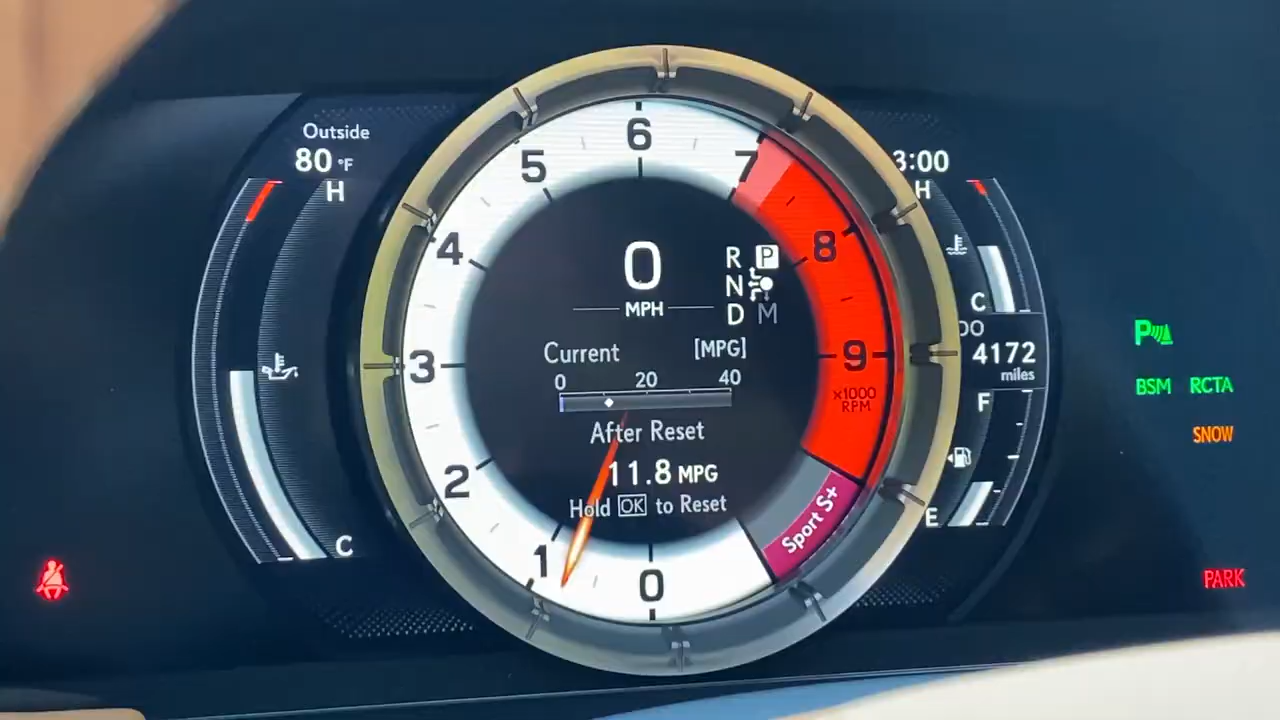 Outside
80 °F
H
C
0
1
2
3
4
5
6
7
8
9
x1000
RPM
Sport S+
0
MPH
R P
N
D M
Current [MPG]
0 20 40
After Reset
11.8 MPG
Hold OK to Reset
3:00
H
C
DO
4172
miles
F
E
P
BSM RCTA
SNOW
PARK